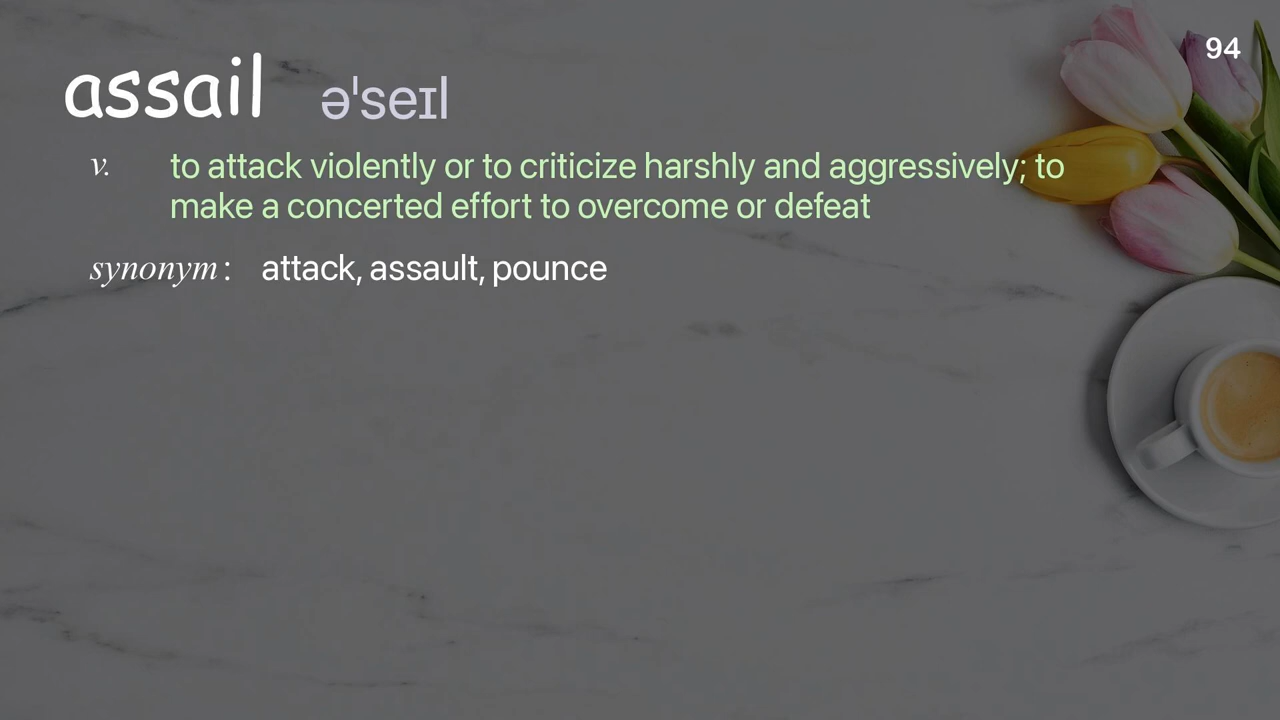 94
assail əˈseɪl
v. to attack violently or to criticize harshly and aggressively; to
make a concerted effort to overcome or defeat
synonym: attack, assault, pounce